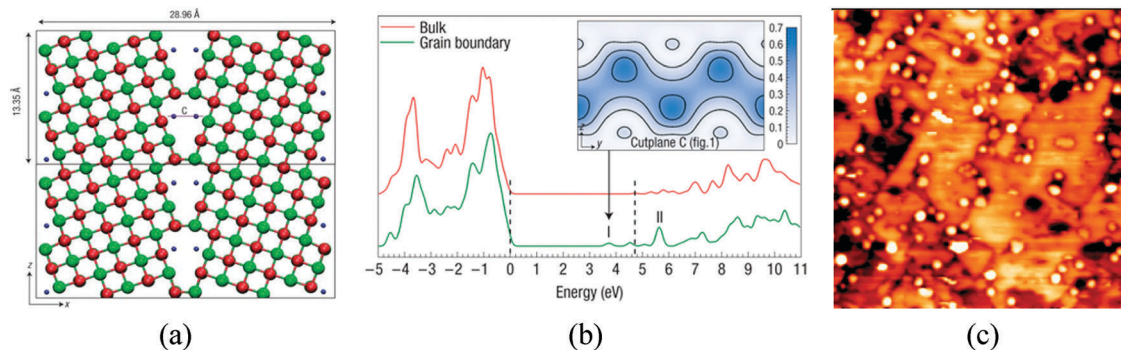 28.96 Å
13.35 Å
C
z
x
(a)
Bulk
Grain boundary
0.7
0.6
0.5
0.4
0.3
0.2
0.1
0
z
y
Cutplane C (fig.1)
I
II
−5 −4 −3 −2 −1 0 1 2 3 4 5 6 7 8 9 10 11
Energy (eV)
(b)
(c)